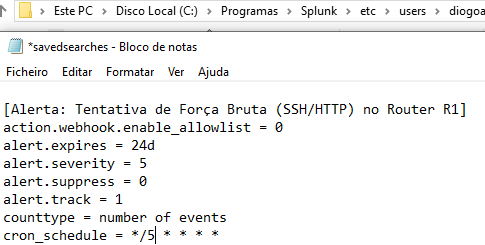 Este PC > Disco Local (C:) > Programas > Splunk > etc > users > diogoa
*savedsearches - Bloco de notas
Ficheiro Editar Formatar Ver Ajuda
[Alerta: Tentativa de Força Bruta (SSH/HTTP) no Router R1]
action.webhook.enable_allowlist = 0
alert.expires = 24d
alert.severity = 5
alert.suppress = 0
alert.track = 1
counttype = number of events
cron_schedule = */5 * * * *